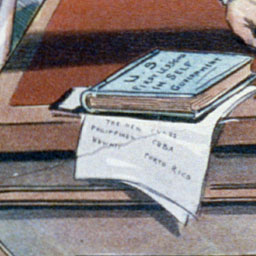 U.S.
FIRST LESSONS
IN SELF
GOVERNMENT
THE NEW CLASS
PHILIPPINES CUBA
HAWAII PORTO RICO